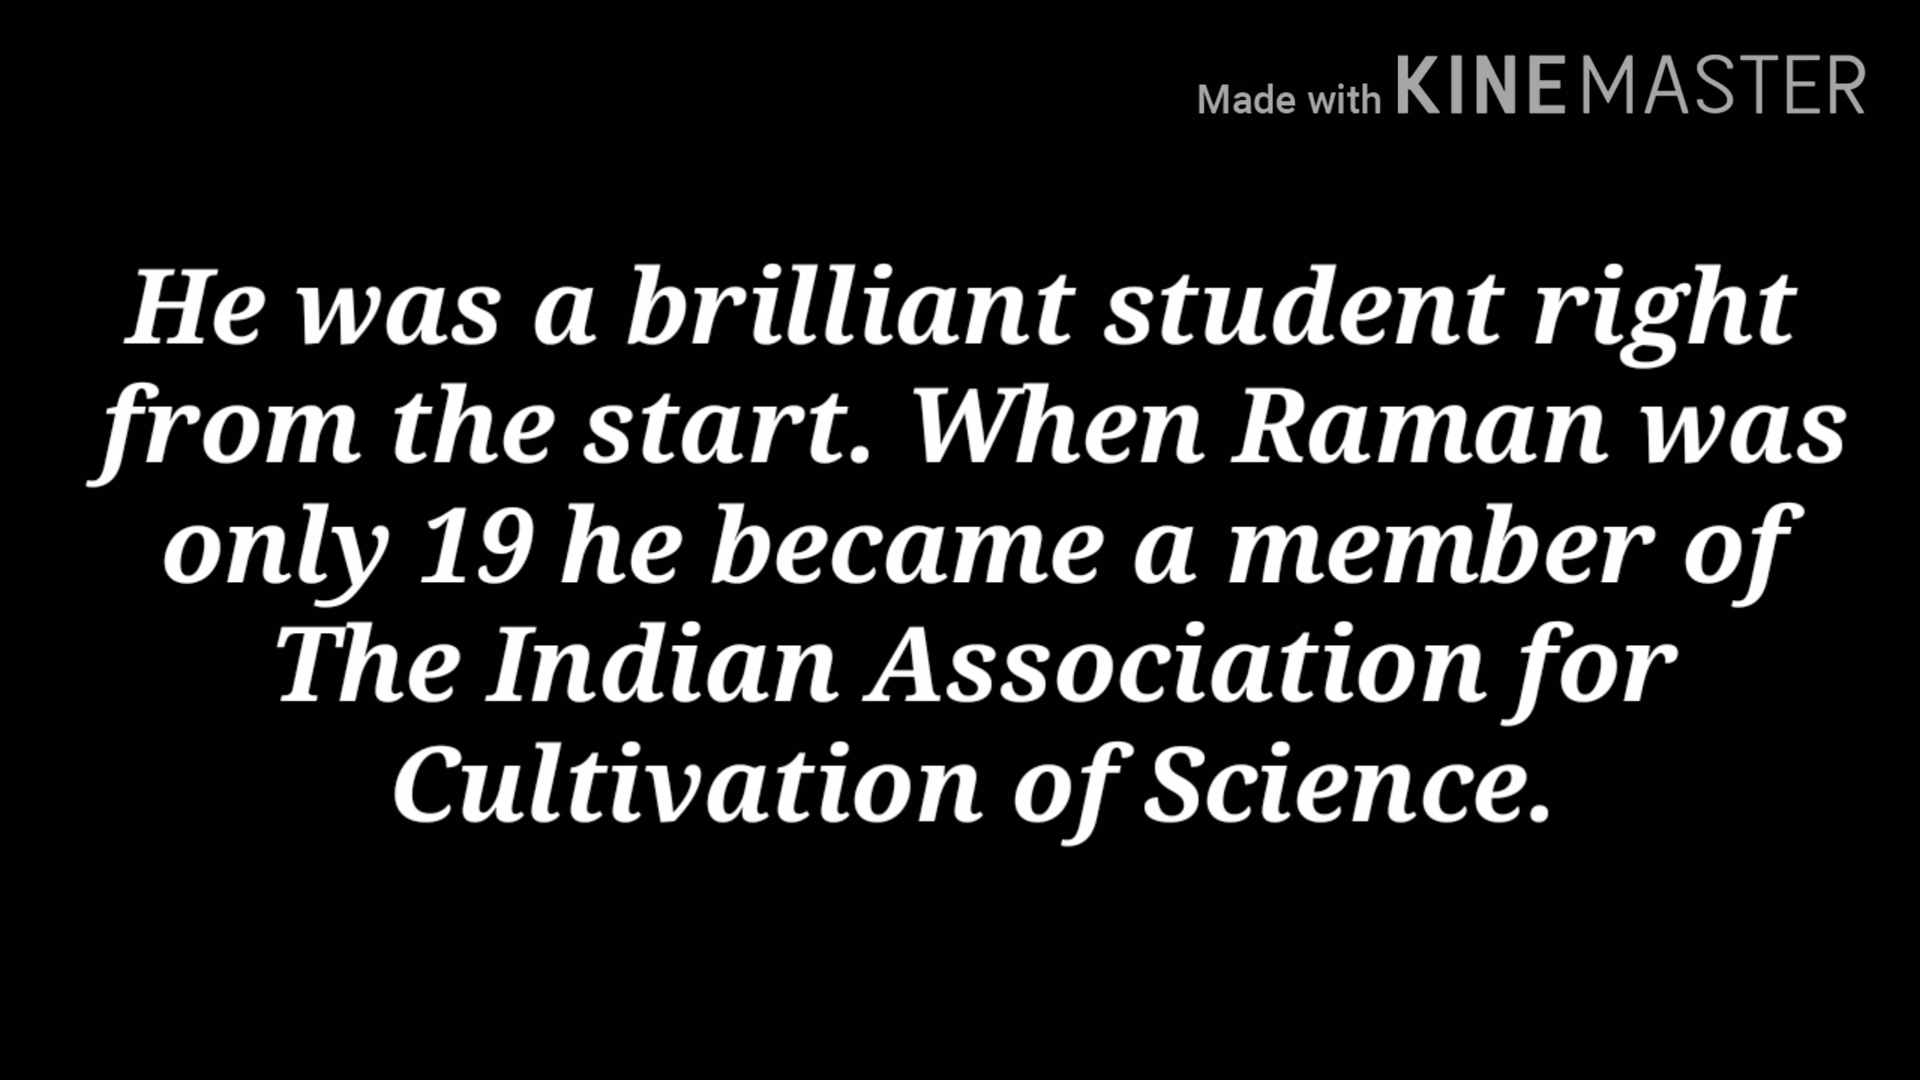 Made with KINEMASTER
He was a brilliant student right
from the start. When Raman was
only 19 he became a member of
The Indian Association for
Cultivation of Science.